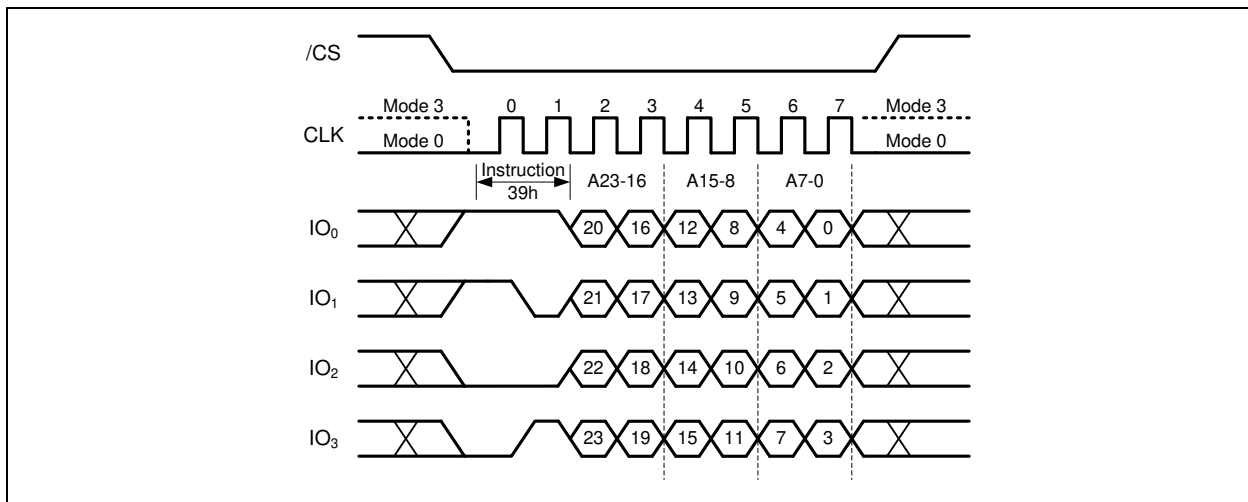 /CS
Mode 3 0 1 2 3 4 5 6 7 Mode 3
CLK
Mode 0 Mode 0
Instruction A23-16 A15-8 A7-0
39h
IO₀ 20 16 12 8 4 0
IO₁ 21 17 13 9 5 1
IO₂ 22 18 14 10 6 2
IO₃ 23 19 15 11 7 3